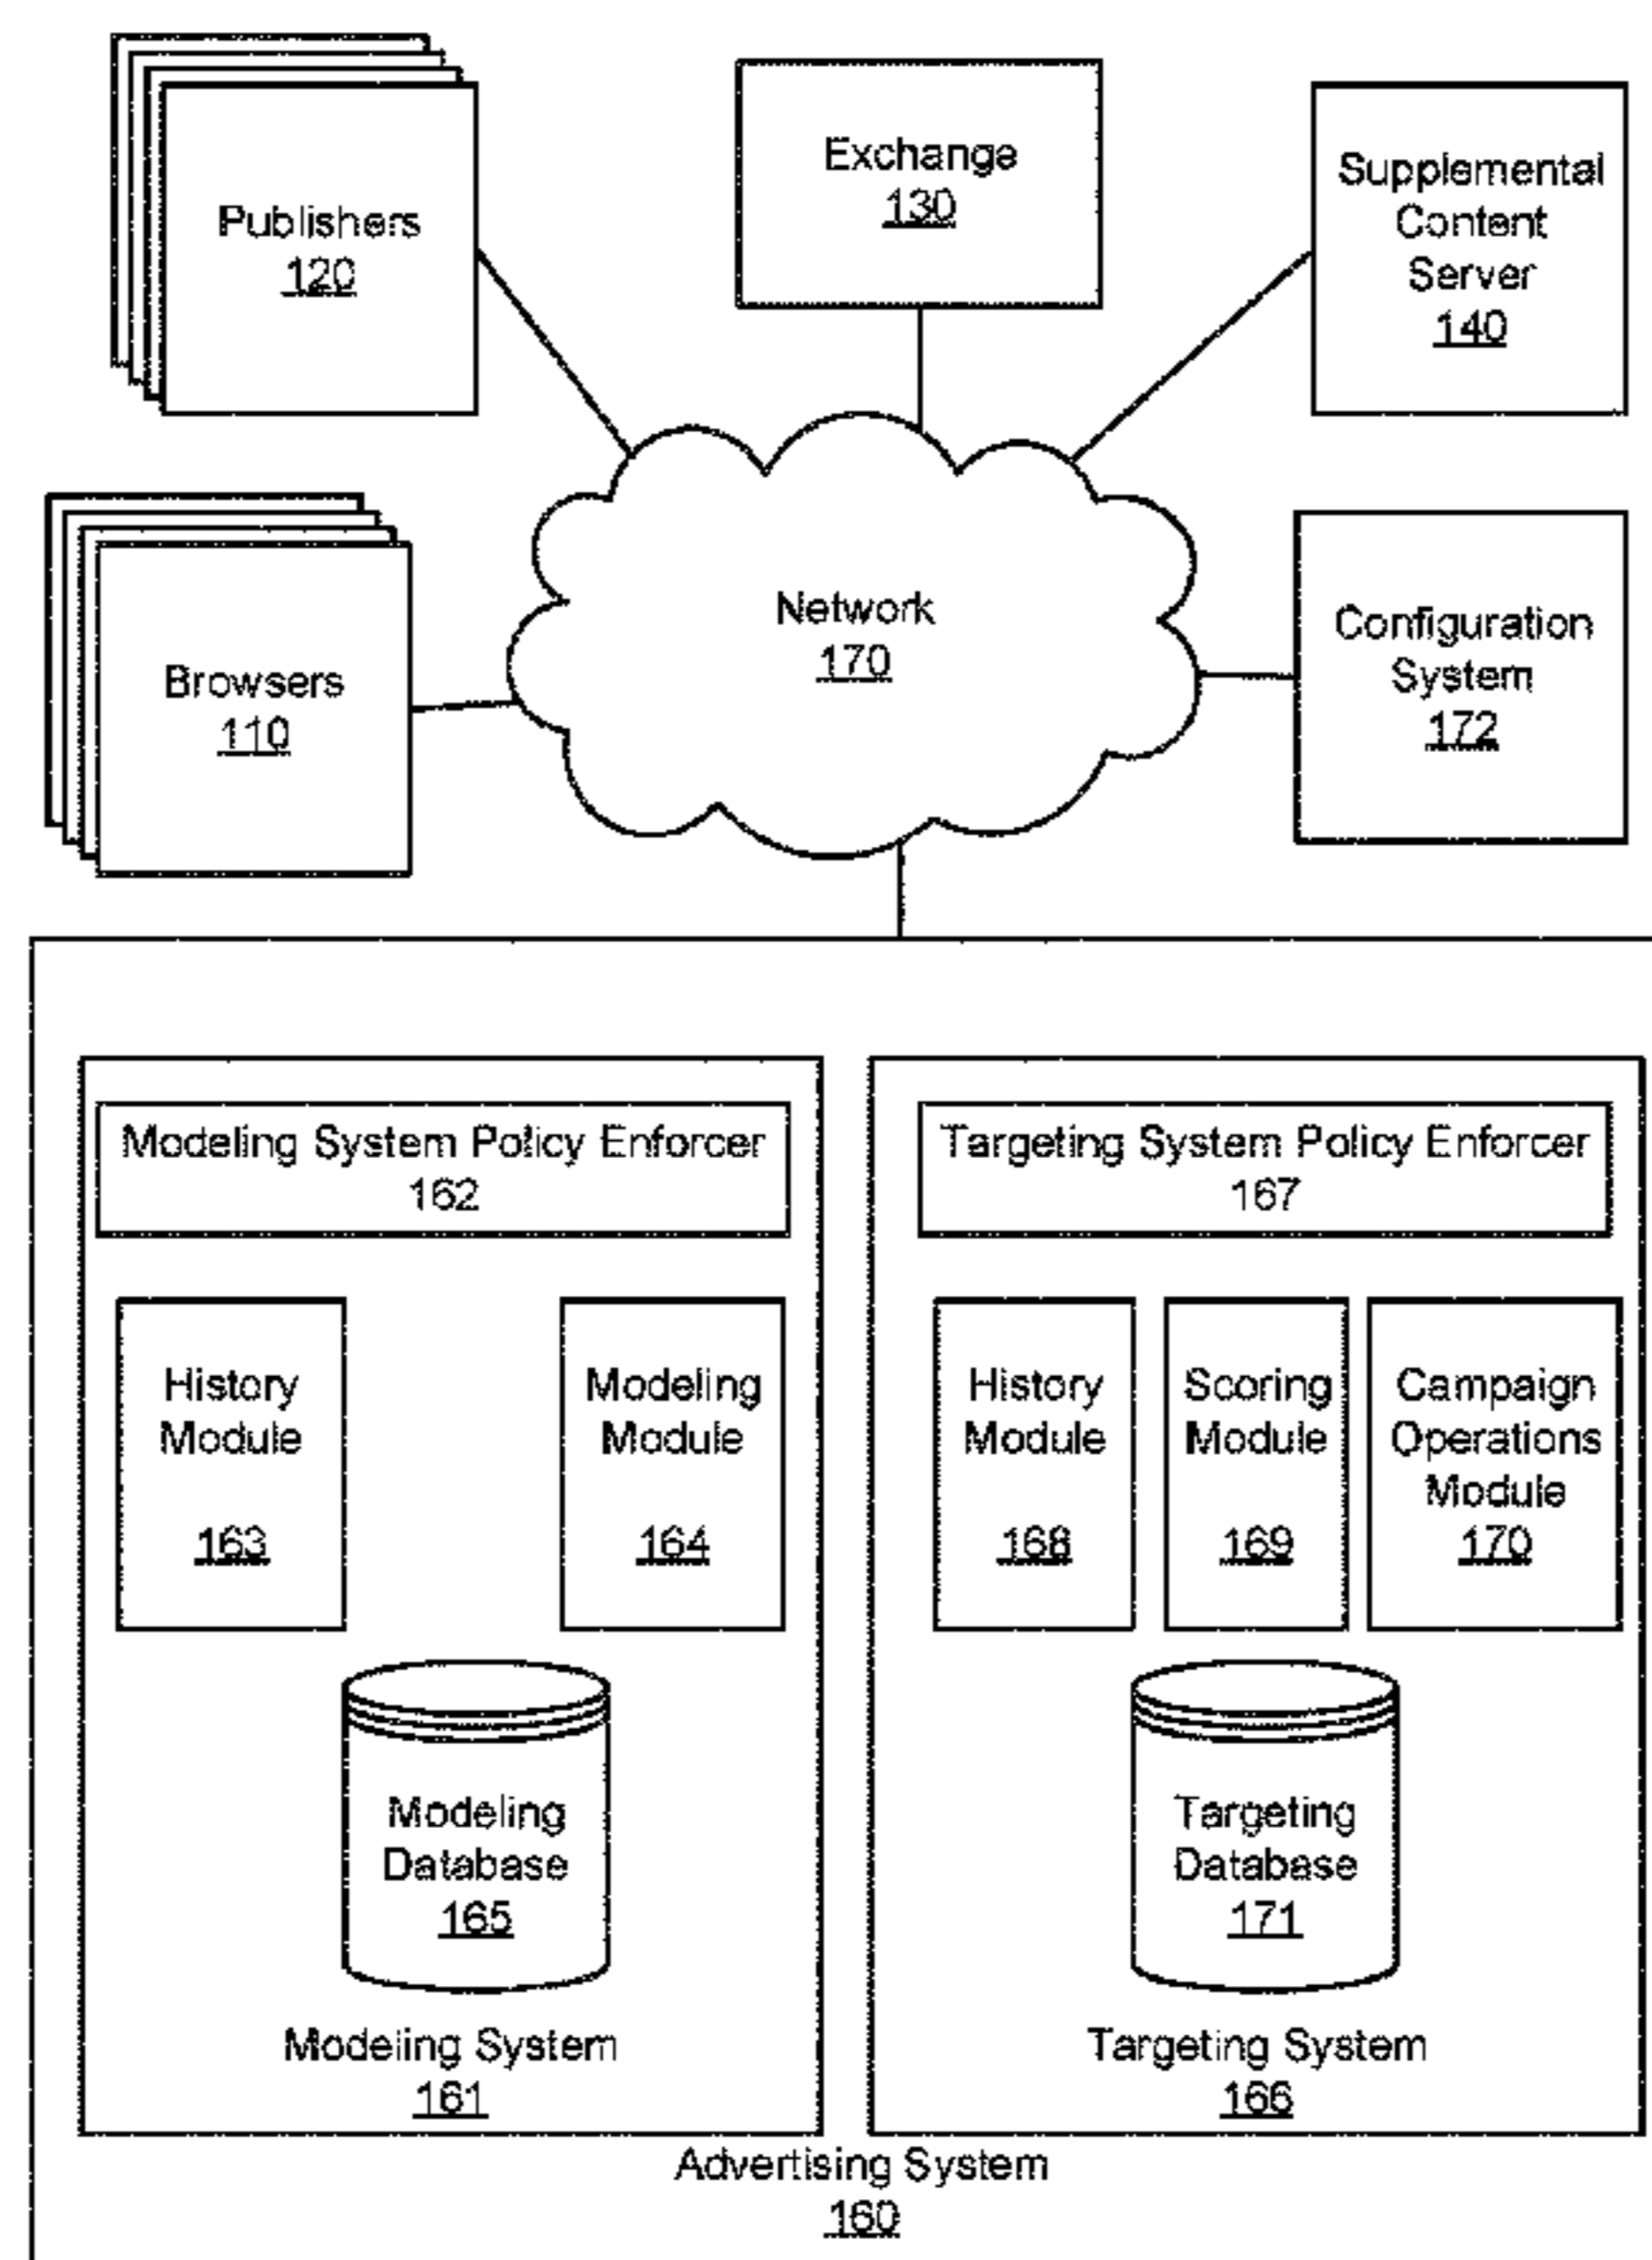 Publishers
120
Exchange
130
Supplemental
Content
Server
140
Browsers
110
Network
170
Configuration
System
172
Modeling System Policy Enforcer
162
Targeting System Policy Enforcer
167
History
Module
163
Modeling
Module
164
History
Module
168
Scoring
Module
169
Campaign
Operations
Module
170
Modeling
Database
165
Targeting
Database
171
Modeling System
161
Targeting System
166
Advertising System
160